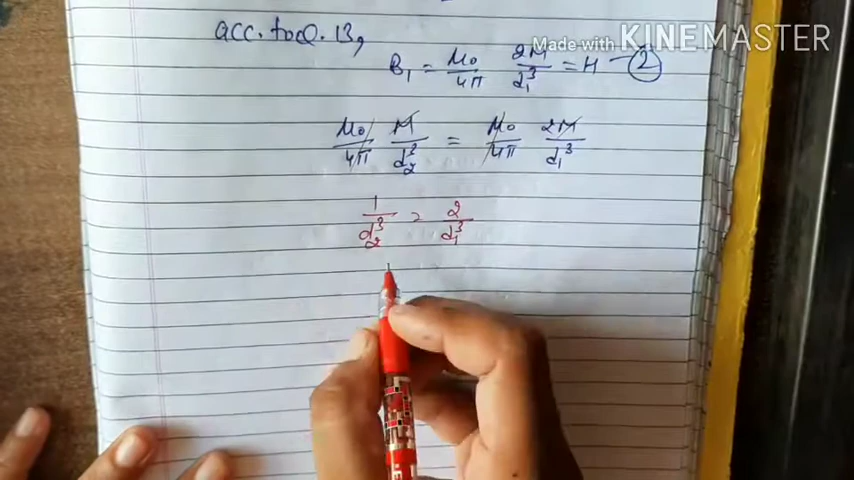 Made with KINEMASTER
acc. to Q. 13,
B₁ = μ₀/4π 2M/d₁³ = H — ②
μ₀/4π M/d₂³ = μ₀/4π 2M/d₁³
1/d₂³ = 2/d₁³